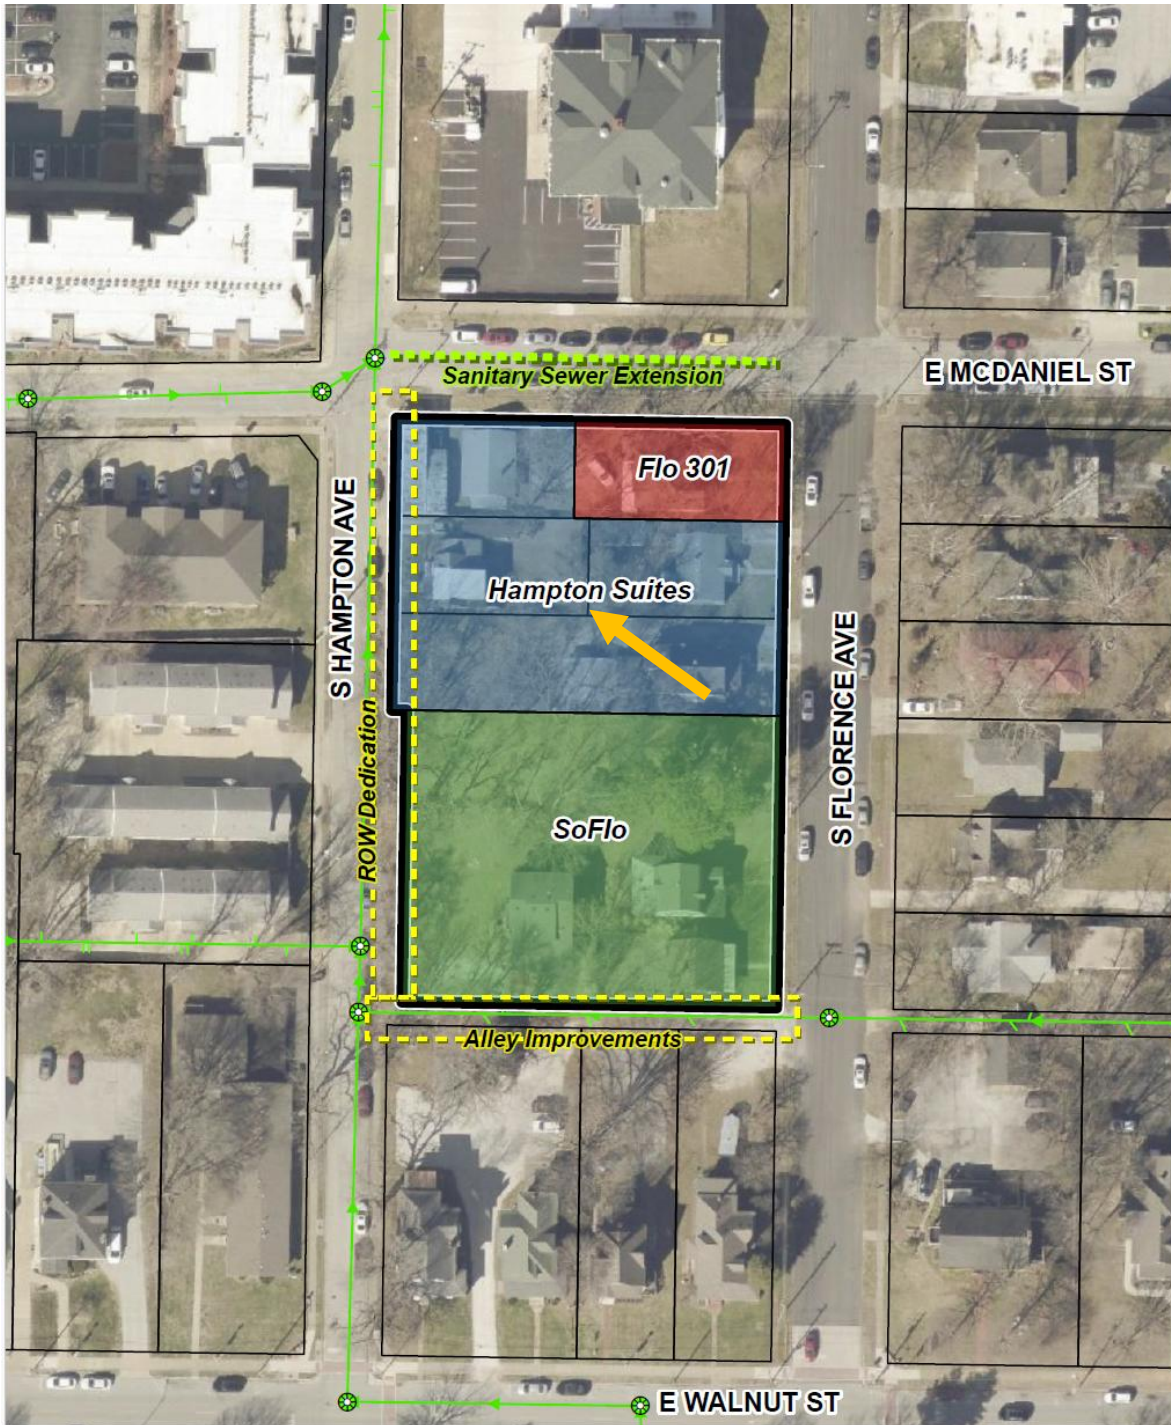 Sanitary Sewer Extension
E MCDANIEL ST
Flo 301
S HAMPTON AVE
Hampton Suites
S FLORENCE AVE
ROW Dedication
SoFlo
Alley Improvements
E WALNUT ST